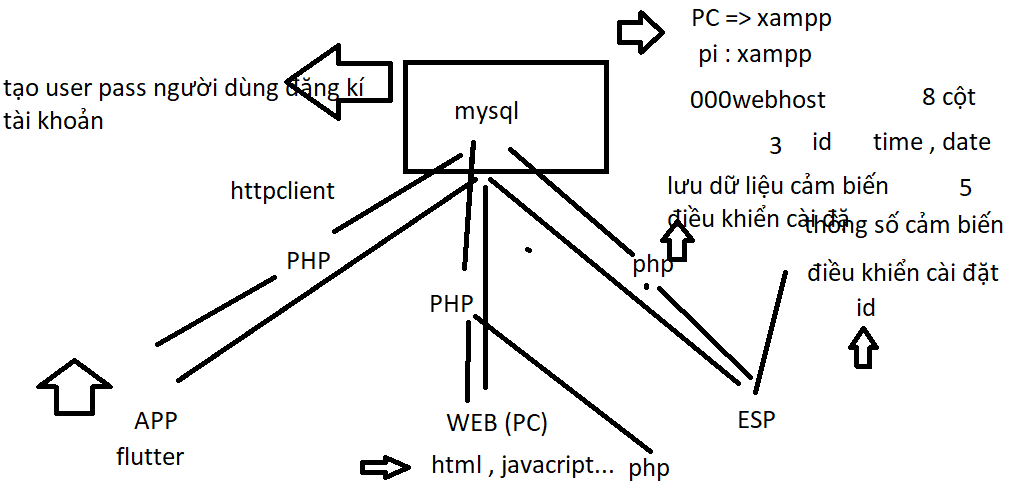 PC => xampp
pi : xampp
tạo user pass người dùng đăng kí
tài khoản
mysql
000webhost
8 cột
3
id
time , date
httpclient
lưu dữ liệu cảm biến
5
điều khiển cài đă
thông số cảm biến
PHP
php
điều khiển cài đặt
id
PHP
APP
flutter
WEB (PC)
ESP
html , javacript...
php